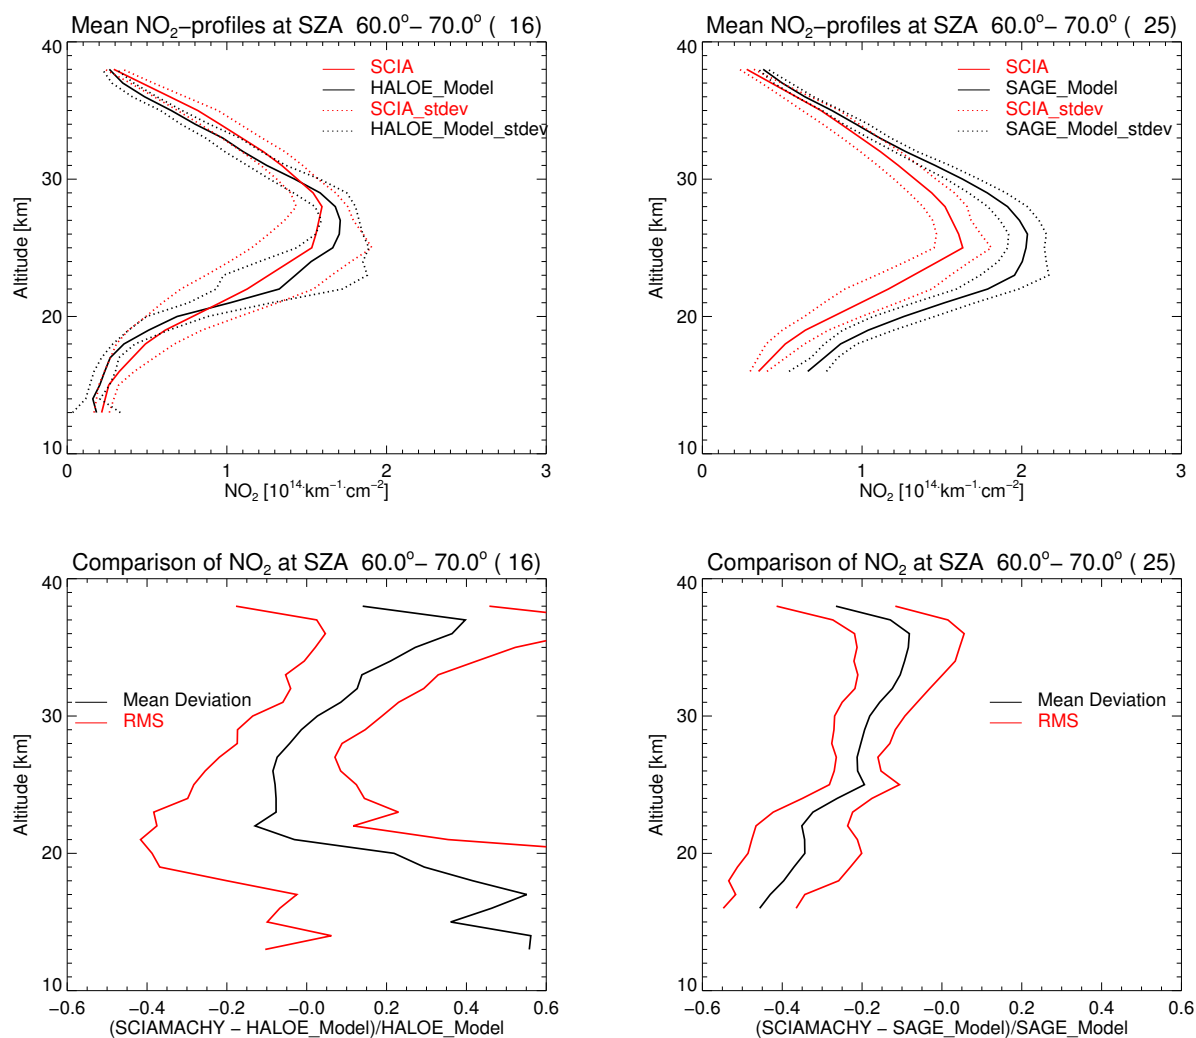 Mean NO₂−profiles at SZA 60.0°− 70.0° ( 16)
40
30
20
10
Altitude [km]
SCIA
HALOE_Model
SCIA_stdev
HALOE_Model_stdev
0 1 2 3
NO₂ [10¹⁴·km⁻¹·cm⁻²]
Mean NO₂−profiles at SZA 60.0°− 70.0° ( 25)
40
30
20
10
Altitude [km]
SCIA
SAGE_Model
SCIA_stdev
SAGE_Model_stdev
0 1 2 3
NO₂ [10¹⁴·km⁻¹·cm⁻²]
Comparison of NO₂ at SZA 60.0°− 70.0° ( 16)
40
30
20
10
Altitude [km]
Mean Deviation
RMS
−0.6 −0.4 −0.2 −0.0 0.2 0.4 0.6
(SCIAMACHY − HALOE_Model)/HALOE_Model
Comparison of NO₂ at SZA 60.0°− 70.0° ( 25)
40
30
20
10
Altitude [km]
Mean Deviation
RMS
−0.6 −0.4 −0.2 −0.0 0.2 0.4 0.6
(SCIAMACHY − SAGE_Model)/SAGE_Model